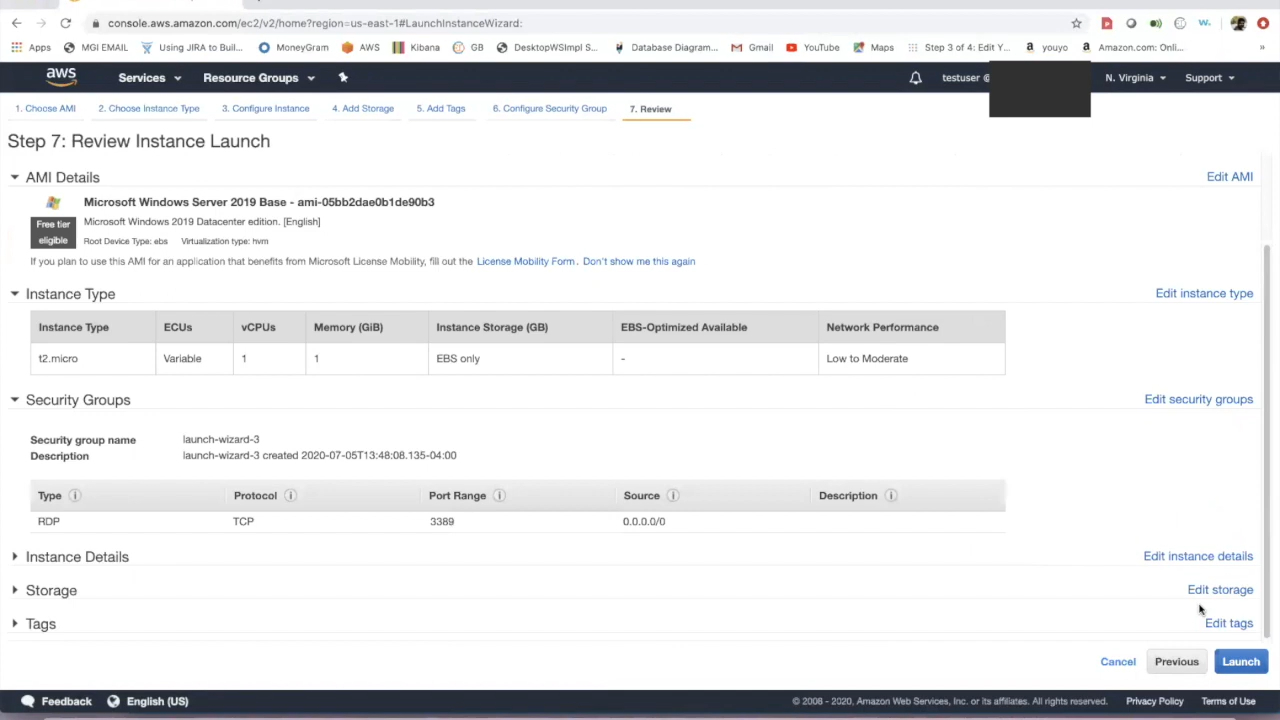 console.aws.amazon.com/ec2/v2/home?region=us-east-1#LaunchInstanceWizard:
Apps MGI EMAIL Using JIRA to Buil... MoneyGram AWS Kibana GB DesktopWSImpl S... Database Diagram... Gmail YouTube Maps Step 3 of 4: Edit Y... youyo Amazon.com: Onli... »
aws Services Resource Groups testuser @ N. Virginia Support
1. Choose AMI 2. Choose Instance Type 3. Configure Instance 4. Add Storage 5. Add Tags 6. Configure Security Group 7. Review
Step 7: Review Instance Launch
AMI Details Edit AMI
Microsoft Windows Server 2019 Base - ami-05bb2dae0b1de90b3
Free tier eligible
Microsoft Windows 2019 Datacenter edition. [English]
Root Device Type: ebs Virtualization type: hvm
If you plan to use this AMI for an application that benefits from Microsoft License Mobility, fill out the License Mobility Form. Don't show me this again
Instance Type Edit instance type
Instance Type ECUs vCPUs Memory (GiB) Instance Storage (GB) EBS-Optimized Available Network Performance
t2.micro Variable 1 1 EBS only - Low to Moderate
Security Groups Edit security groups
Security group name launch-wizard-3
Description launch-wizard-3 created 2020-07-05T13:48:08.135-04:00
Type Protocol Port Range Source Description
RDP TCP 3389 0.0.0.0/0
Instance Details Edit instance details
Storage Edit storage
Tags Edit tags
Cancel Previous Launch
Feedback English (US) © 2008 - 2020, Amazon Web Services, Inc. or its affiliates. All rights reserved. Privacy Policy Terms of Use